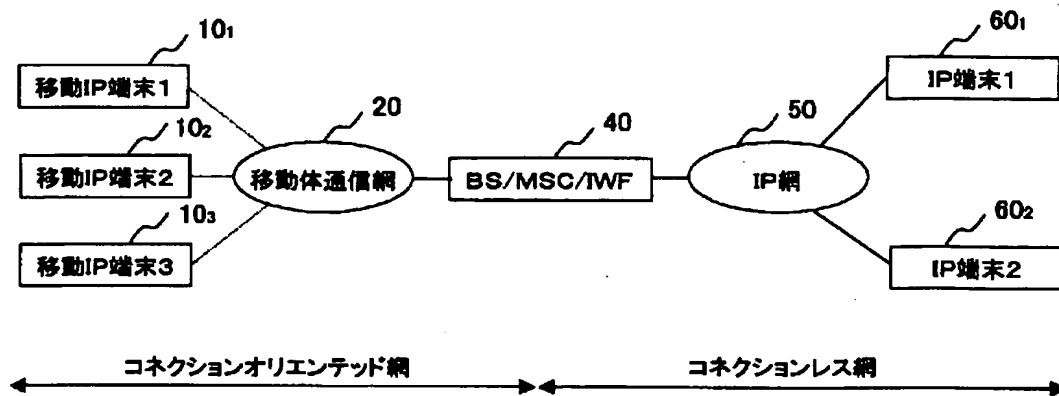 10₁
移動IP端末1
10₂
移動IP端末2
10₃
移動IP端末3
20
移動体通信網
40
BS/MSC/IWF
50
IP網
60₁
IP端末1
60₂
IP端末2
コネクションオリエンテッド網
コネクションレス網